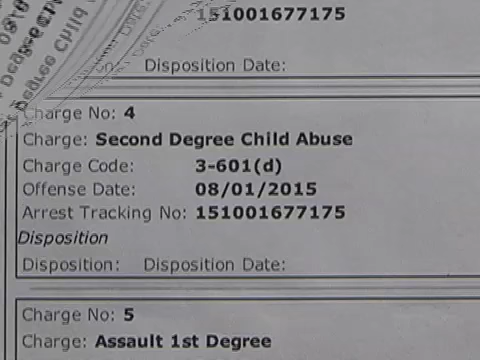 151001677175
Disposition Date:
Charge No: 4
Charge: Second Degree Child Abuse
Charge Code: 3-601(d)
Offense Date: 08/01/2015
Arrest Tracking No: 151001677175
Disposition
Disposition: Disposition Date:
Charge No: 5
Charge: Assault 1st Degree